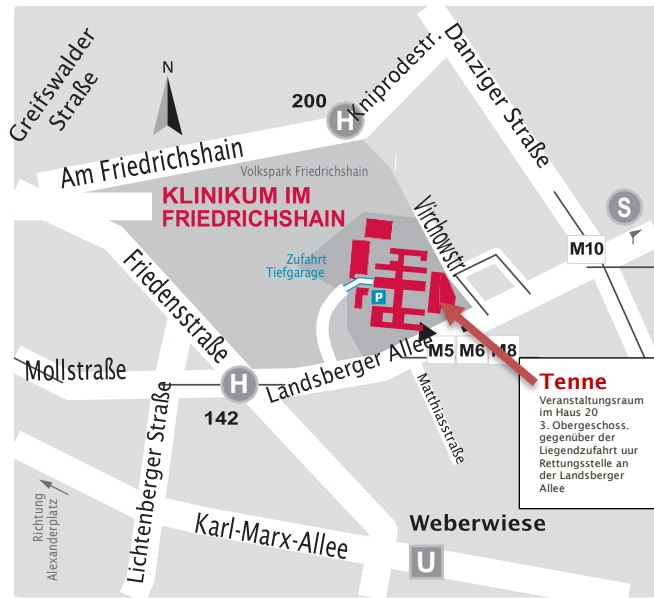 Greifswalder
Straße
N
200
H
Kniprodestr.
Danziger Straße
Am Friedrichshain
Volkspark Friedrichshain
KLINIKUM IM
FRIEDRICHSHAIN
Virchowstr.
S
M10
Zufahrt
Tiefgarage
P
Friedensstraße
M5 M6 M8
Landsberger Allee
Mollstraße
H
142
Matthiasstraße
Tenne
Veranstaltungsraum
im Haus 20
3. Obergeschoss.
gegenüber der
Liegendzufahrt uur
Rettungsstelle an
der Landsberger
Allee
Lichtenberger Straße
Richtung
Alexanderplatz
Karl-Marx-Allee
Weberwiese
U